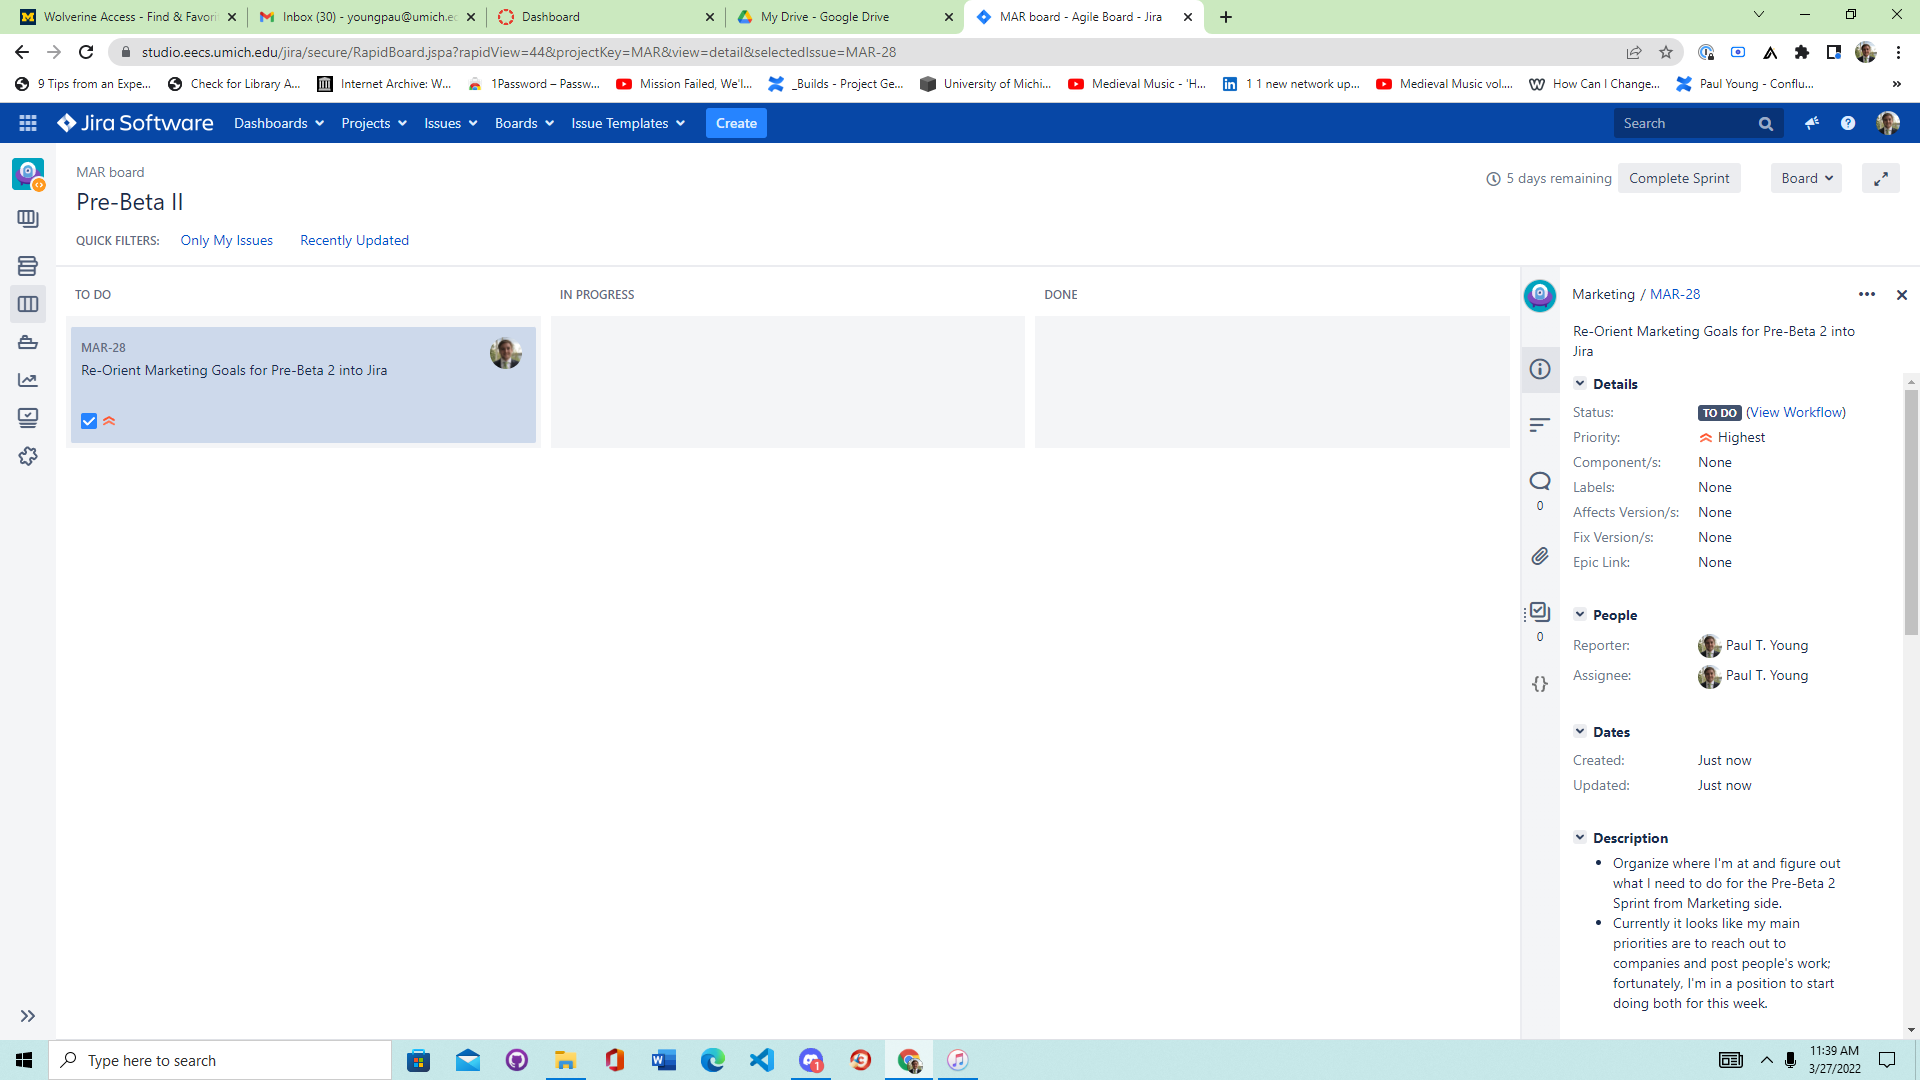 Wolverine Access - Find & Favori
Inbox (30) - youngpau@umich.ec
Dashboard
My Drive - Google Drive
MAR board - Agile Board - Jira
studio.eecs.umich.edu/jira/secure/RapidBoard.jspa?rapidView=44&projectKey=MAR&view=detail&selectedIssue=MAR-28
9 Tips from an Expe...
Check for Library A...
Internet Archive: W...
1Password – Passw...
Mission Failed, We'l...
_Builds - Project Ge...
University of Michi...
Medieval Music - 'H...
1 1 new network up...
Medieval Music vol....
How Can I Change...
Paul Young - Conflu...
»
Jira Software
Dashboards
Projects
Issues
Boards
Issue Templates
Create
Search
MAR board
Pre-Beta II
5 days remaining
Complete Sprint
Board
QUICK FILTERS:
Only My Issues
Recently Updated
TO DO
IN PROGRESS
DONE
MAR-28
Re-Orient Marketing Goals for Pre-Beta 2 into Jira
Marketing / MAR-28
Re-Orient Marketing Goals for Pre-Beta 2 into
Jira
Details
Status: TO DO (View Workflow)
Priority: Highest
Component/s: None
Labels: None
Affects Version/s: None
Fix Version/s: None
Epic Link: None
0
0
People
Reporter: Paul T. Young
Assignee: Paul T. Young
Dates
Created: Just now
Updated: Just now
Description
• Organize where I'm at and figure out
what I need to do for the Pre-Beta 2
Sprint from Marketing side.
• Currently it looks like my main
priorities are to reach out to
companies and post people's work;
fortunately, I'm in a position to start
doing both for this week.
Type here to search
1
11:39 AM
3/27/2022